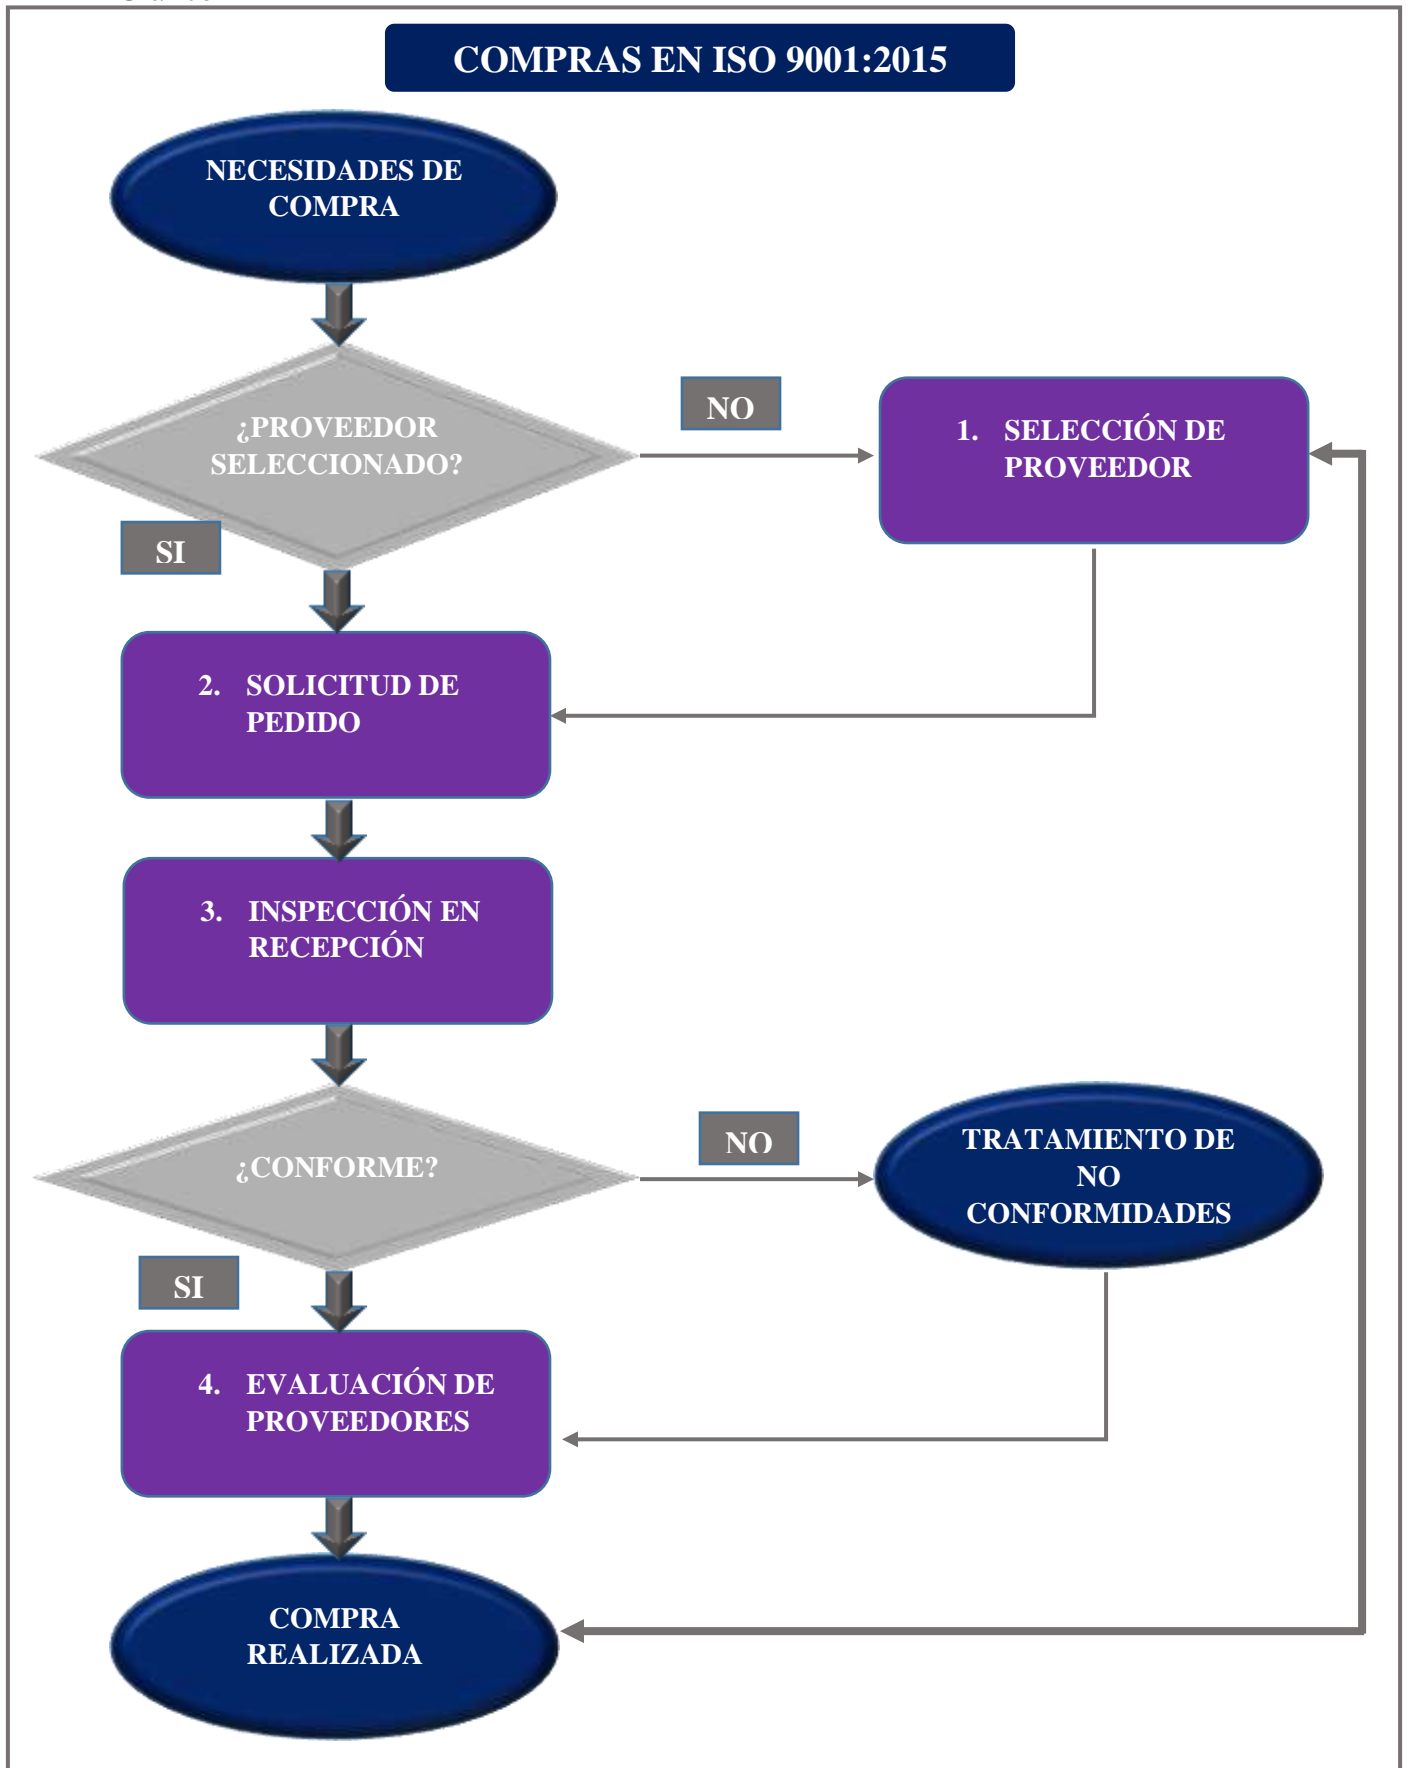 COMPRAS EN ISO 9001:2015
NECESIDADES DE
COMPRA
¿PROVEEDOR
SELECCIONADO?
NO
1. SELECCIÓN DE
PROVEEDOR
SI
2. SOLICITUD DE
PEDIDO
3. INSPECCIÓN EN
RECEPCIÓN
¿CONFORME?
NO
TRATAMIENTO DE
NO
CONFORMIDADES
SI
4. EVALUACIÓN DE
PROVEEDORES
COMPRA
REALIZADA